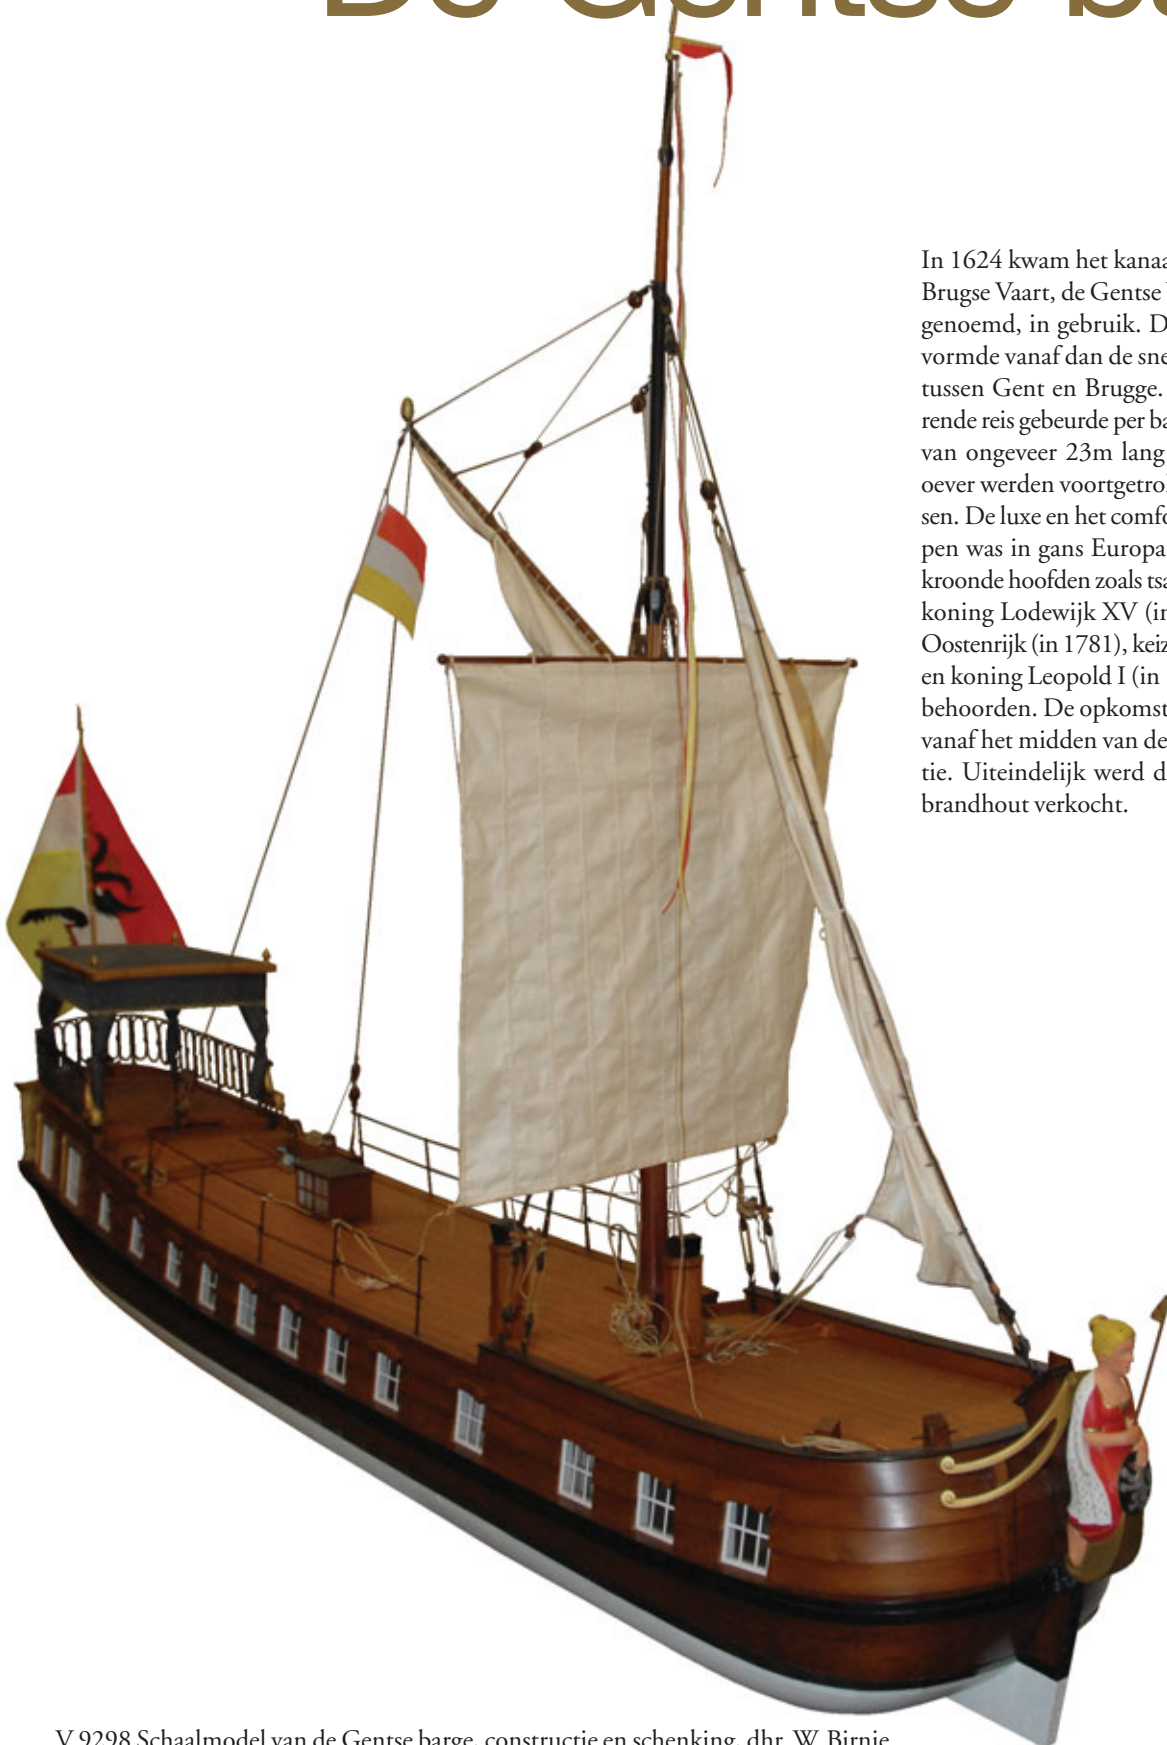 De Gentse ba
In 1624 kwam het kanaa
Brugse Vaart, de Gentse
genoemd, in gebruik. D
vormde vanaf dan de sne
tussen Gent en Brugge.
rende reis gebeurde per ba
van ongeveer 23m lang
oever werden voortgetro
sen. De luxe en het comfo
pen was in gans Europa
kroonde hoofden zoals tsa
koning Lodewijk XV (in
Oostenrijk (in 1781), keiz
en koning Leopold I (in
behoorden. De opkomst
vanaf het midden van de
tie. Uiteindelijk werd d
brandhout verkocht.
V 9298 Schaalmodel van de Gentse barge, constructie en schenking, dhr. W. Birnie